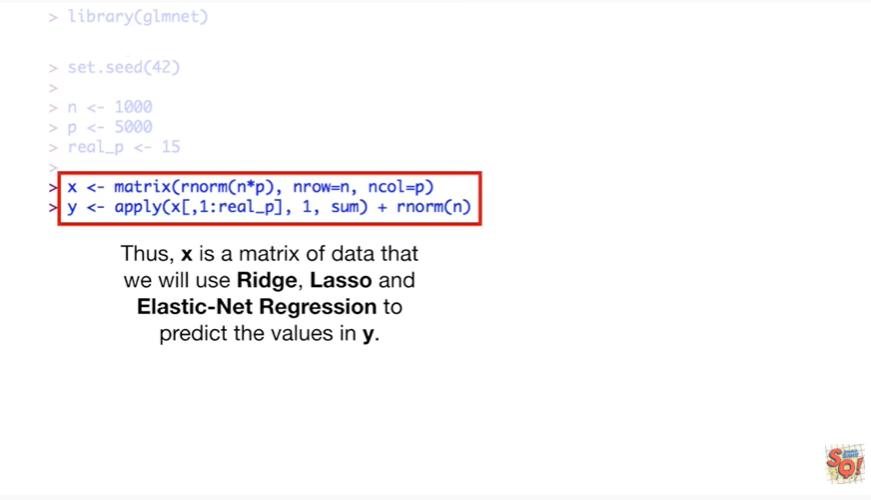 > library(glmnet)
> set.seed(42)
>
> n <- 1000
> p <- 5000
> real_p <- 15
>
> x <- matrix(rnorm(n*p), nrow=n, ncol=p)
> y <- apply(x[,1:real_p], 1, sum) + rnorm(n)
Thus, x is a matrix of data that
we will use Ridge, Lasso and
Elastic-Net Regression to
predict the values in y.
SQ!